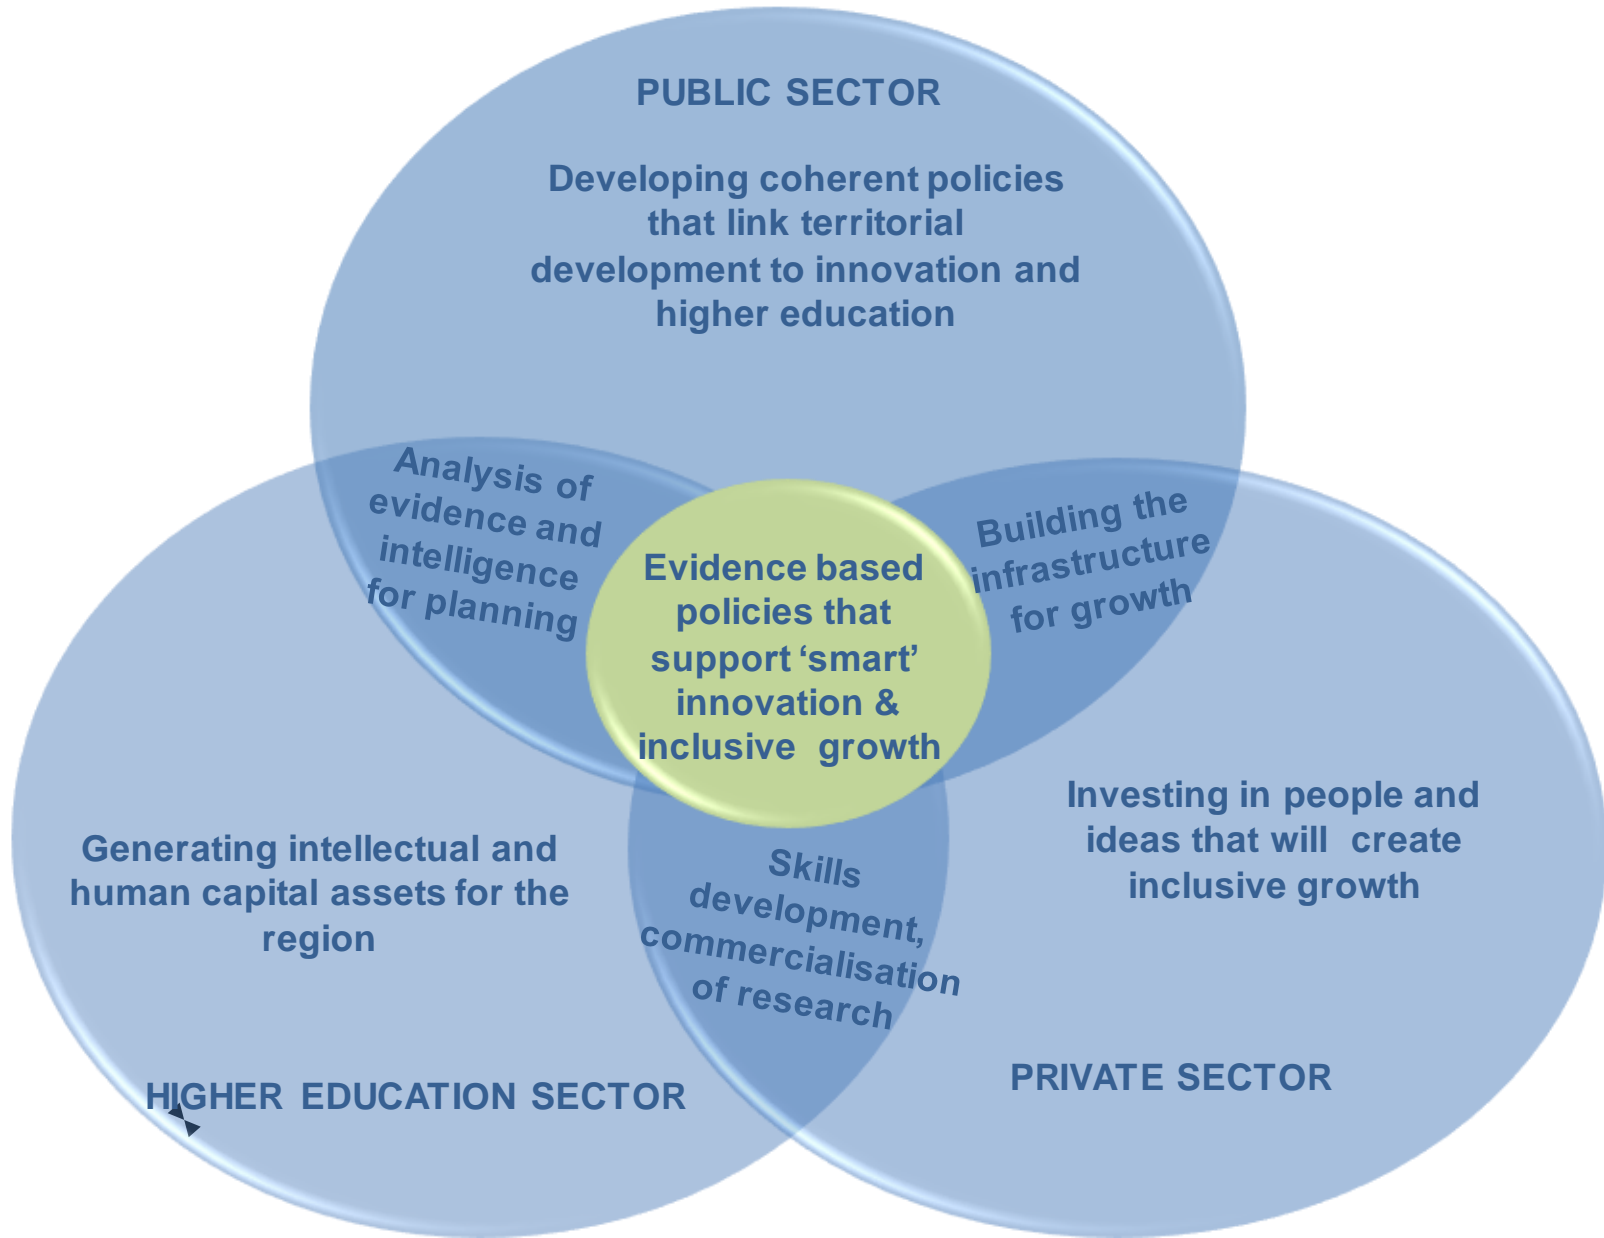 PUBLIC SECTOR
Developing coherent policies
that link territorial
development to innovation and
higher education
Analysis of
evidence and
intelligence
for planning
Building the
infrastructure
for growth
Evidence based
policies that
support ‘smart’
innovation &
inclusive growth
Generating intellectual and
human capital assets for the
region
Investing in people and
ideas that will create
inclusive growth
Skills
development,
commercialisation
of research
HIGHER EDUCATION SECTOR
PRIVATE SECTOR